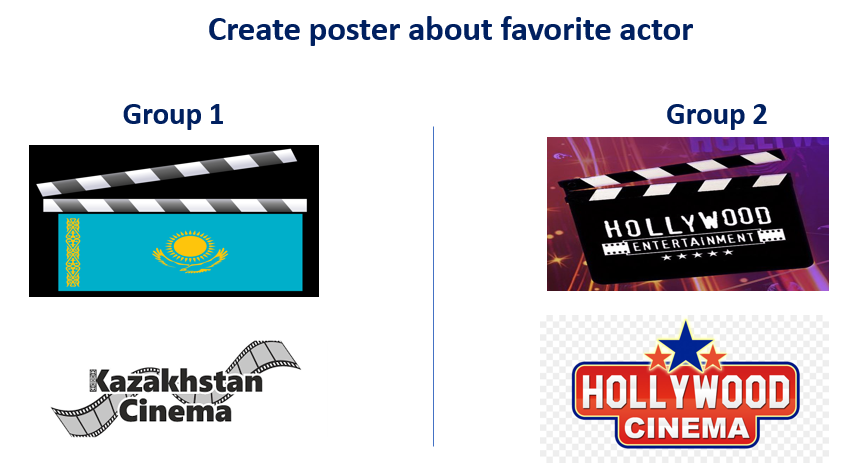 Create poster about favorite actor
Group 1
Group 2
HOLLYWOOD
ENTERTAINMENT
Kazakhstan
Cinema
HOLLYWOOD
CINEMA